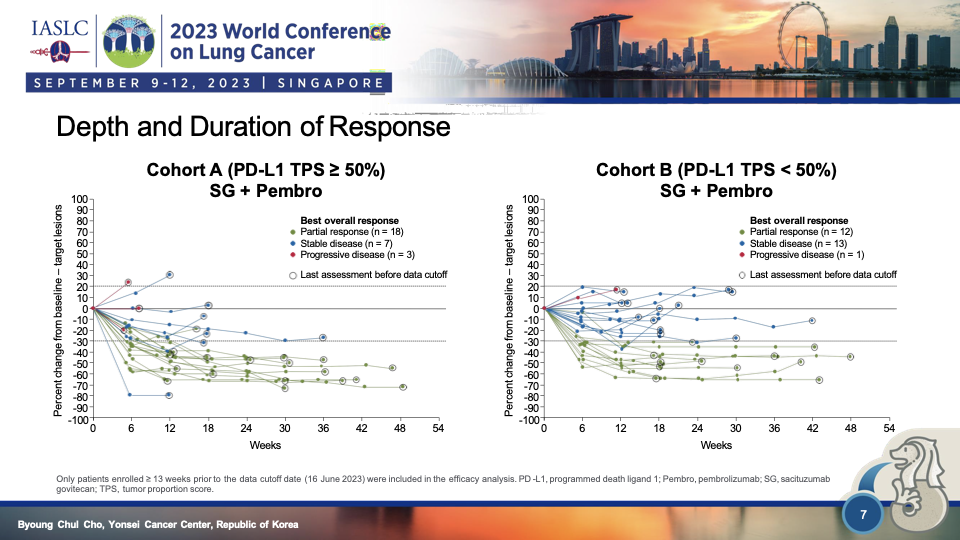 IASLC
2023 World Conference
on Lung Cancer
SEPTEMBER 9-12, 2023 | SINGAPORE
Depth and Duration of Response
Cohort A (PD-L1 TPS ≥ 50%)
SG + Pembro
Percent change from baseline – target lesions
100
90
80
70
60
50
40
30
20
10
0
-10
-20
-30
-40
-50
-60
-70
-80
-90
-100
Best overall response
Partial response (n = 18)
Stable disease (n = 7)
Progressive disease (n = 3)
Last assessment before data cutoff
0 6 12 18 24 30 36 42 48 54
Weeks
Cohort B (PD-L1 TPS < 50%)
SG + Pembro
Percent change from baseline – target lesions
100
90
80
70
60
50
40
30
20
10
0
-10
-20
-30
-40
-50
-60
-70
-80
-90
-100
Best overall response
Partial response (n = 12)
Stable disease (n = 13)
Progressive disease (n = 1)
Last assessment before data cutoff
0 6 12 18 24 30 36 42 48 54
Weeks
Only patients enrolled ≥ 13 weeks prior to the data cutoff date (16 June 2023) were included in the efficacy analysis. PD -L1, programmed death ligand 1; Pembro, pembrolizumab; SG, sacituzumab
govitecan; TPS, tumor proportion score.
Byoung Chul Cho, Yonsei Cancer Center, Republic of Korea
7